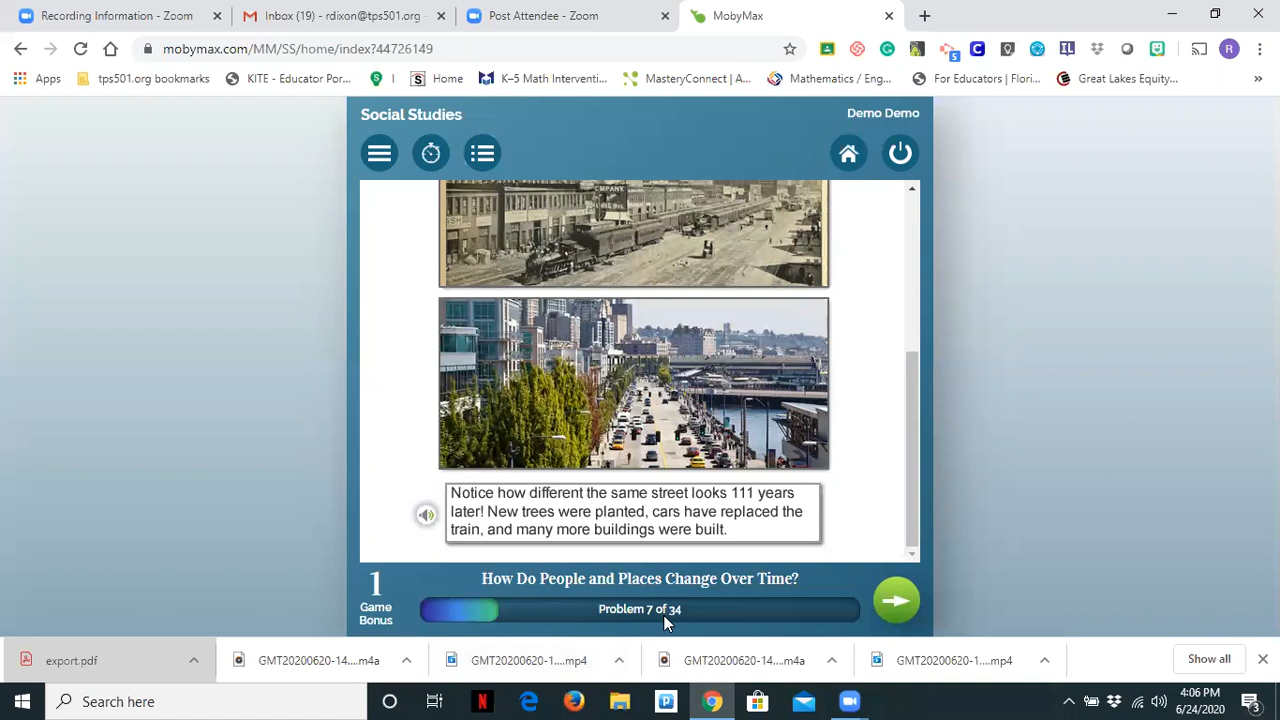 Recording Information - Zoom
Inbox (19) - rdixon@tps501.org
Post Attendee - Zoom
MobyMax
mobymax.com/MM/SS/home/index?44726149
R
Apps
tps501.org bookmarks
KITE - Educator Por...
I
Home
K–5 Math Interventi...
MasteryConnect | A...
Mathematics / Eng...
For Educators | Flori...
Great Lakes Equity...
»
Social Studies
Demo Demo
COMPANY.
Notice how different the same street looks 111 years
later! New trees were planted, cars have replaced the
train, and many more buildings were built.
1
Game
Bonus
How Do People and Places Change Over Time?
Problem 7 of 34
export.pdf
GMT20200620-14....m4a
GMT20200620-1....mp4
GMT20200620-14....m4a
GMT20200620-1....mp4
Show all
Search here
4:06 PM
6/24/2020
3